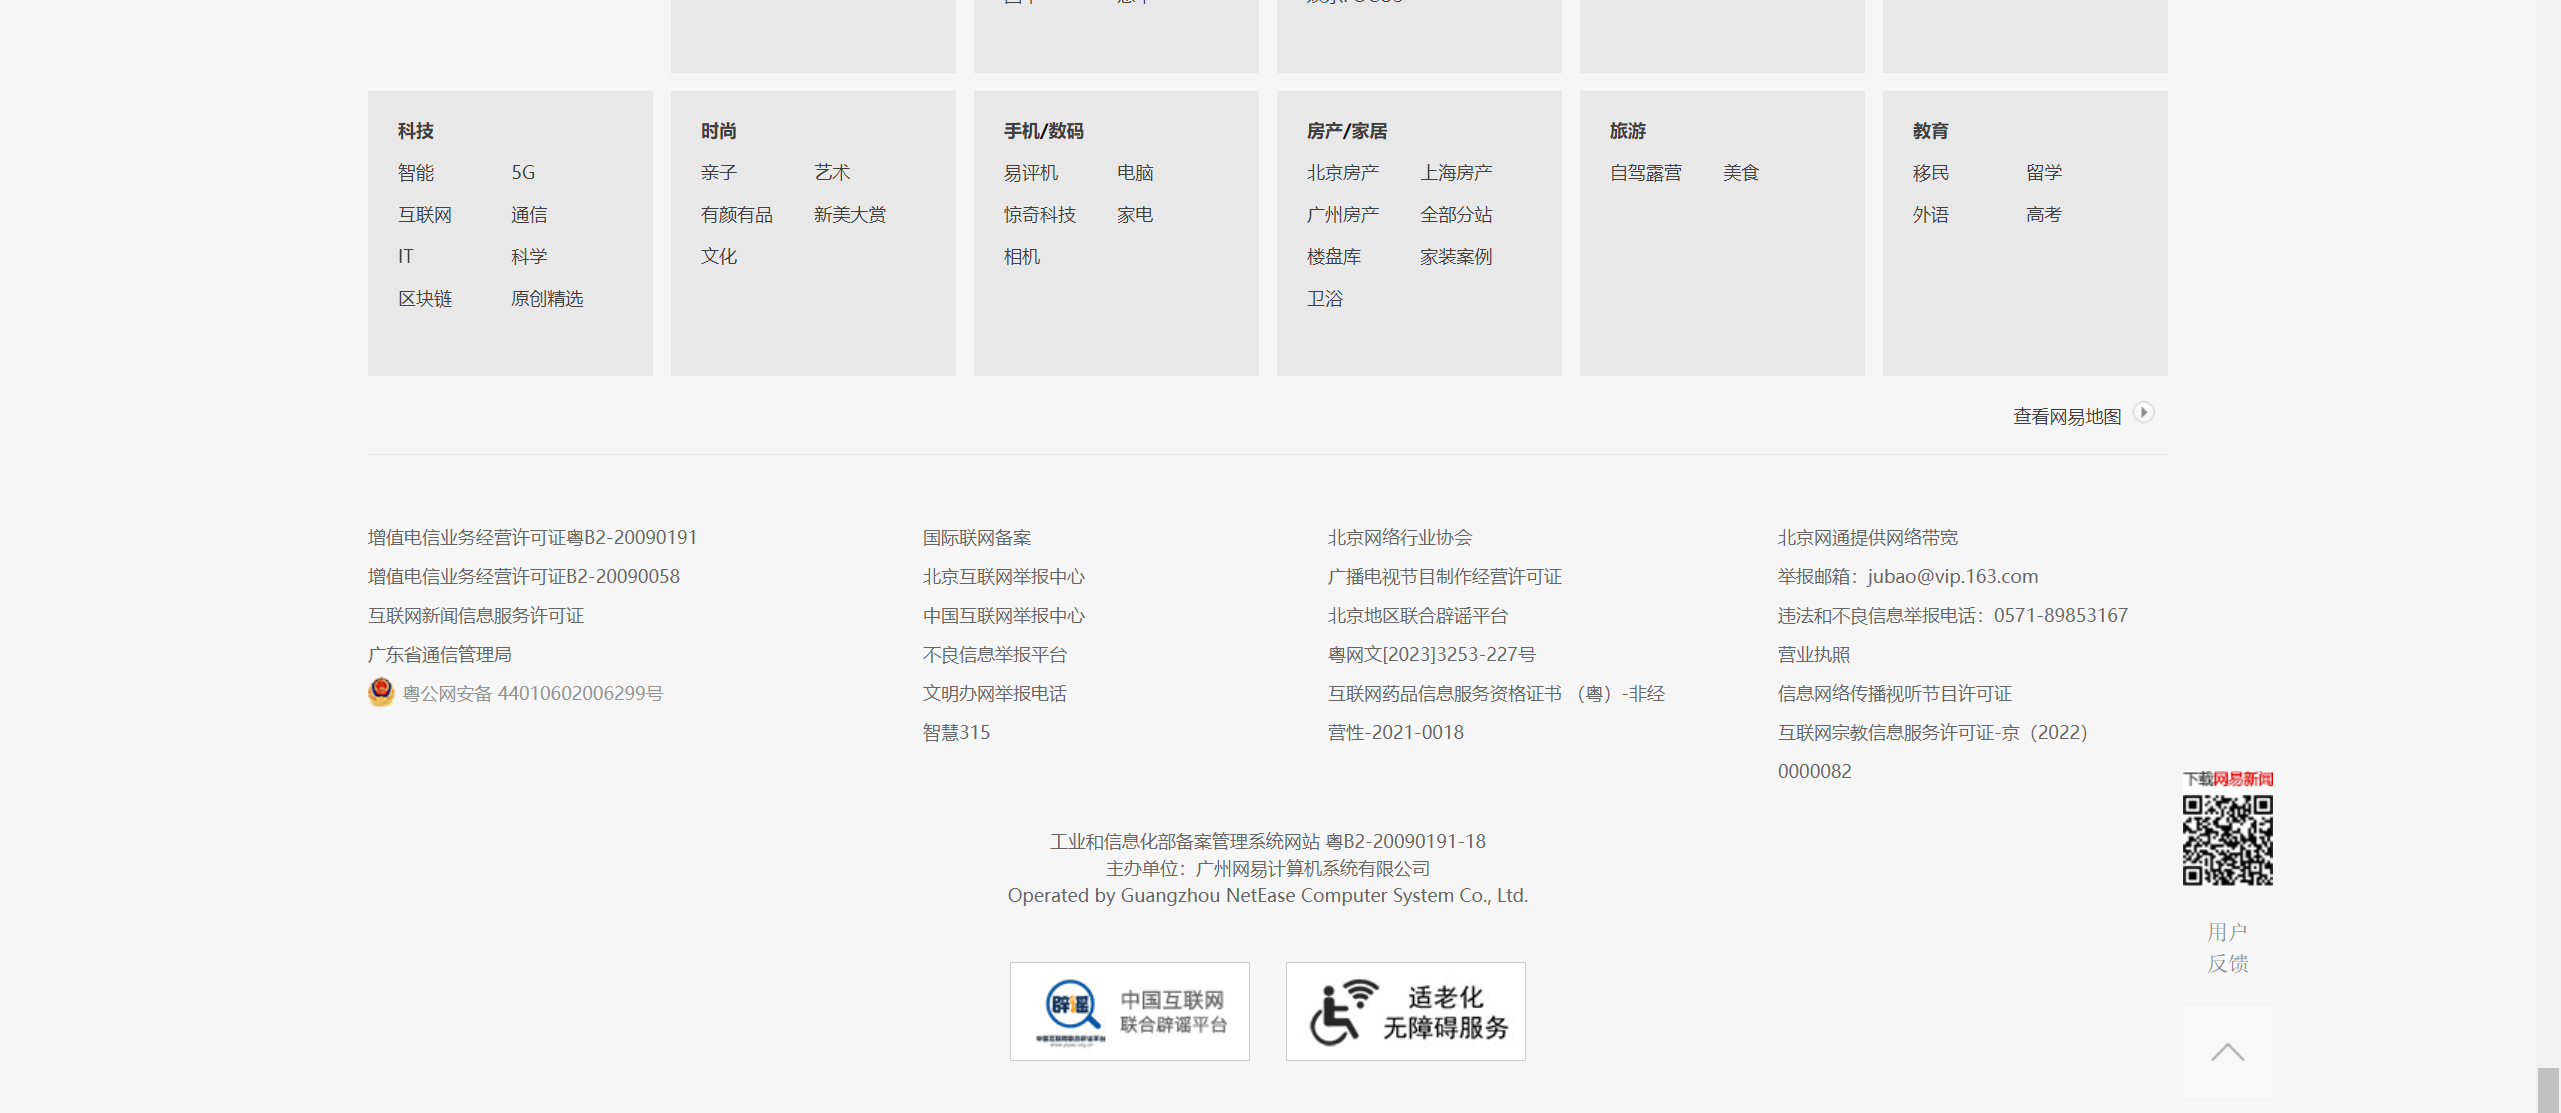 科技
智能 5G
互联网 通信
IT 科学
区块链 原创精选
时尚
亲子 艺术
有颜有品 新美大赏
文化
手机/数码
易评机 电脑
惊奇科技 家电
相机
房产/家居
北京房产 上海房产
广州房产 全部分站
楼盘库 家装案例
卫浴
旅游
自驾露营 美食
教育
移民 留学
外语 高考
查看网易地图
增值电信业务经营许可证粤B2-20090191
增值电信业务经营许可证B2-20090058
互联网新闻信息服务许可证
广东省通信管理局
粤公网安备 44010602006299号
国际联网备案
北京互联网举报中心
中国互联网举报中心
不良信息举报平台
文明办网举报电话
智慧315
北京网络行业协会
广播电视节目制作经营许可证
北京地区联合辟谣平台
粤网文[2023]3253-227号
互联网药品信息服务资格证书 （粤）-非经
营性-2021-0018
北京网通提供网络带宽
举报邮箱：jubao@vip.163.com
违法和不良信息举报电话：0571-89853167
营业执照
信息网络传播视听节目许可证
互联网宗教信息服务许可证-京（2022）
0000082
下载网易新闻
用户
反馈
工业和信息化部备案管理系统网站 粤B2-20090191-18
主办单位：广州网易计算机系统有限公司
Operated by Guangzhou NetEase Computer System Co., Ltd.
辟谣
中国互联网联合辟谣平台
中国互联网
联合辟谣平台
适老化
无障碍服务